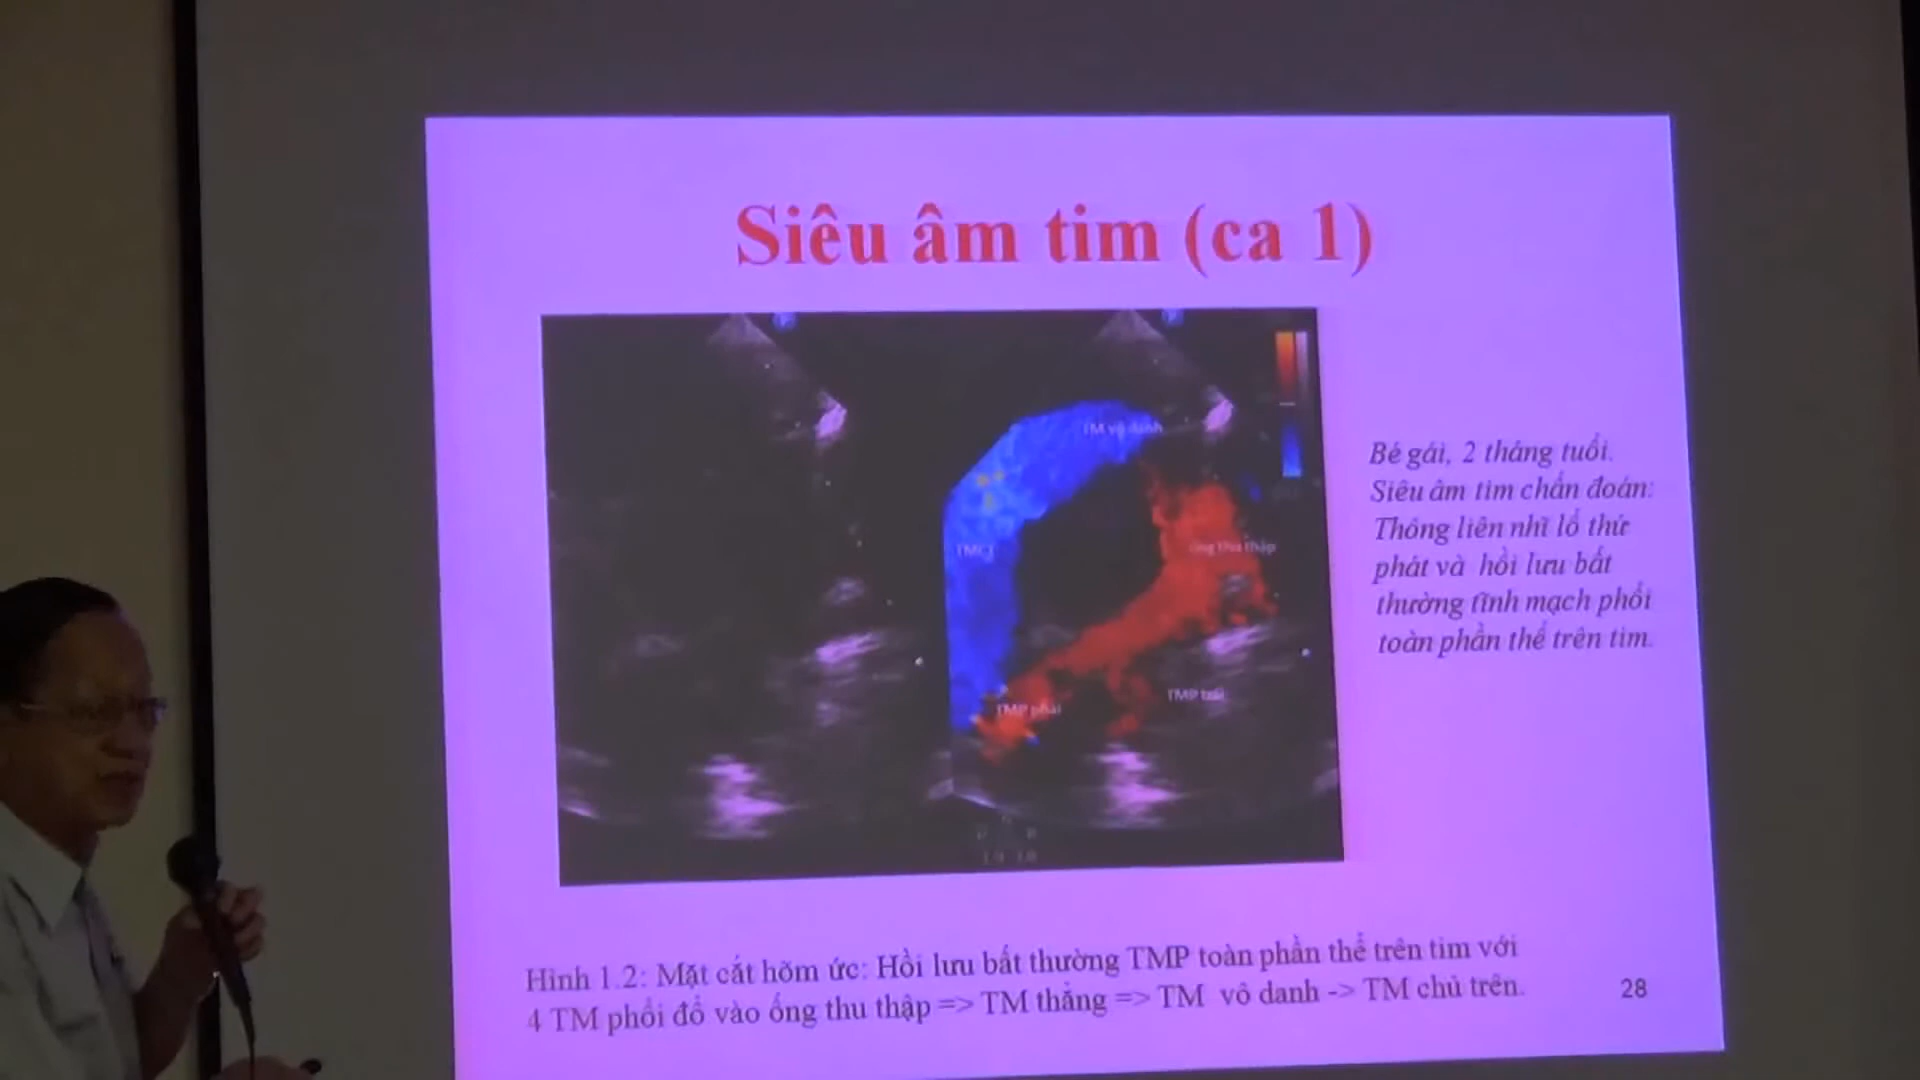 Siêu âm tim (ca 1)
TM vô danh
TMCT
ống thu thập
TMP phải
TMP trái
Bé gái, 2 tháng tuổi.
Siêu âm tim chẩn đoán:
Thông liên nhĩ lổ thứ
phát và hồi lưu bất
thường tĩnh mạch phổi
toàn phần thể trên tim.
Hình 1.2: Mặt cắt hõm ức: Hồi lưu bất thường TMP toàn phần thể trên tim với
4 TM phổi đổ vào ống thu thập => TM thẳng => TM vô danh -> TM chủ trên.
28